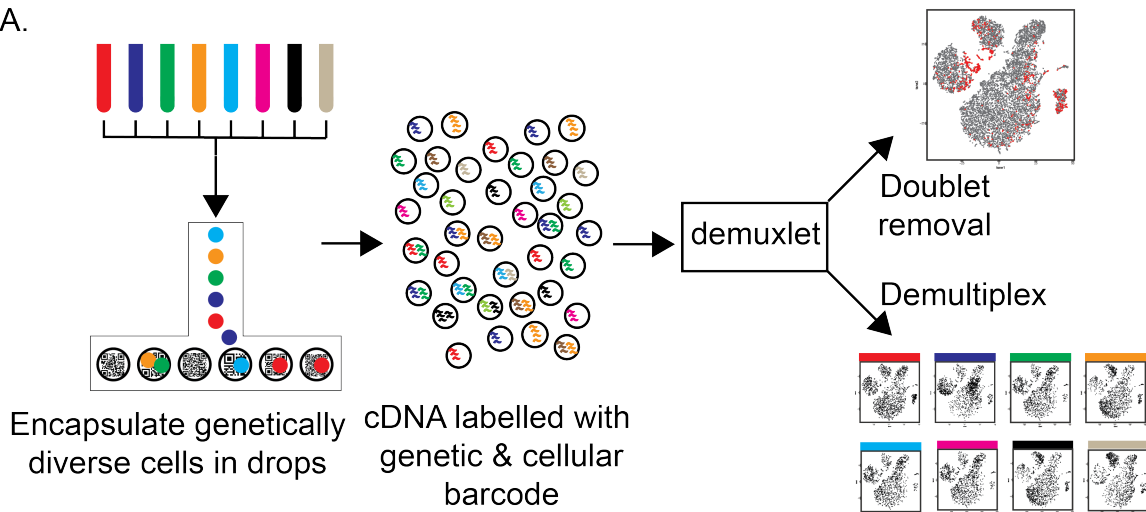 A.
Encapsulate genetically
diverse cells in drops
cDNA labelled with
genetic & cellular
barcode
demuxlet
Doublet
removal
Demultiplex